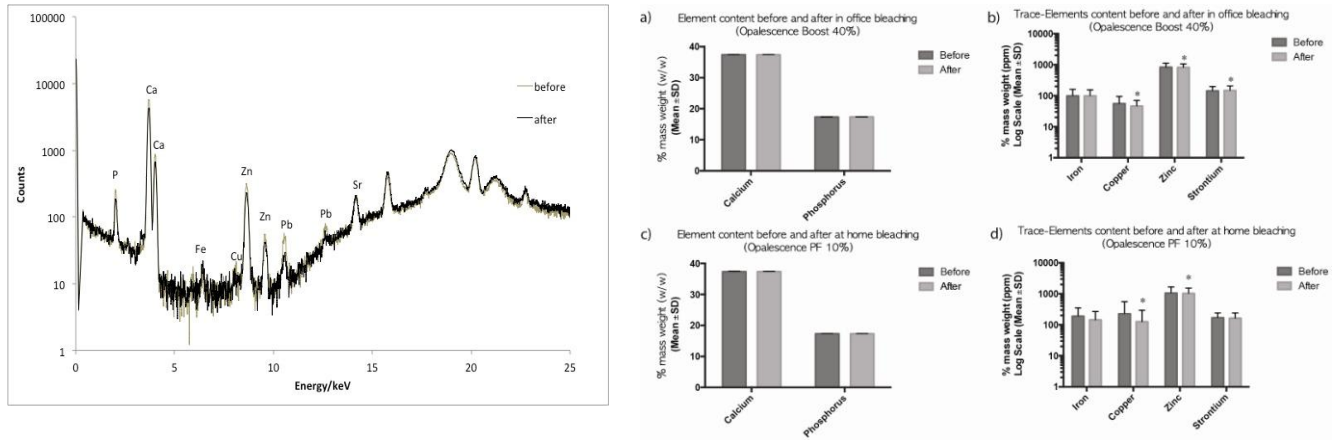 100000
10000
1000
100
10
1
Counts
0
5
10
15
20
25
Energy/keV
P
Ca
Ca
Fe
Cu
Zn
Zn
Pb
Pb
Sr
before
after
a)
Element content before and after in office bleaching
(Opalescence Boost 40%)
% mass weight (w/w)
(Mean ±SD)
40
30
20
10
0
Calcium
Phosphorus
Before
After
b)
Trace-Elements content before and after in office bleaching
(Opalescence Boost 40%)
% mass weight (ppm)
Log Scale (Mean ±SD)
10000
1000
100
10
1
*
*
*
Iron
Copper
Zinc
Strontium
Before
After
c)
Element content before and after at home bleaching
(Opalescence PF 10%)
% mass weight (w/w)
(Mean ±SD)
40
30
20
10
0
Calcium
Phosphorus
Before
After
d)
Trace-Elements content before and after at home bleaching
(Opalescence PF 10%)
% mass weight (ppm)
Log Scale (Mean ±SD)
10000
1000
100
10
1
*
*
Iron
Copper
Zinc
Strontium
Before
After